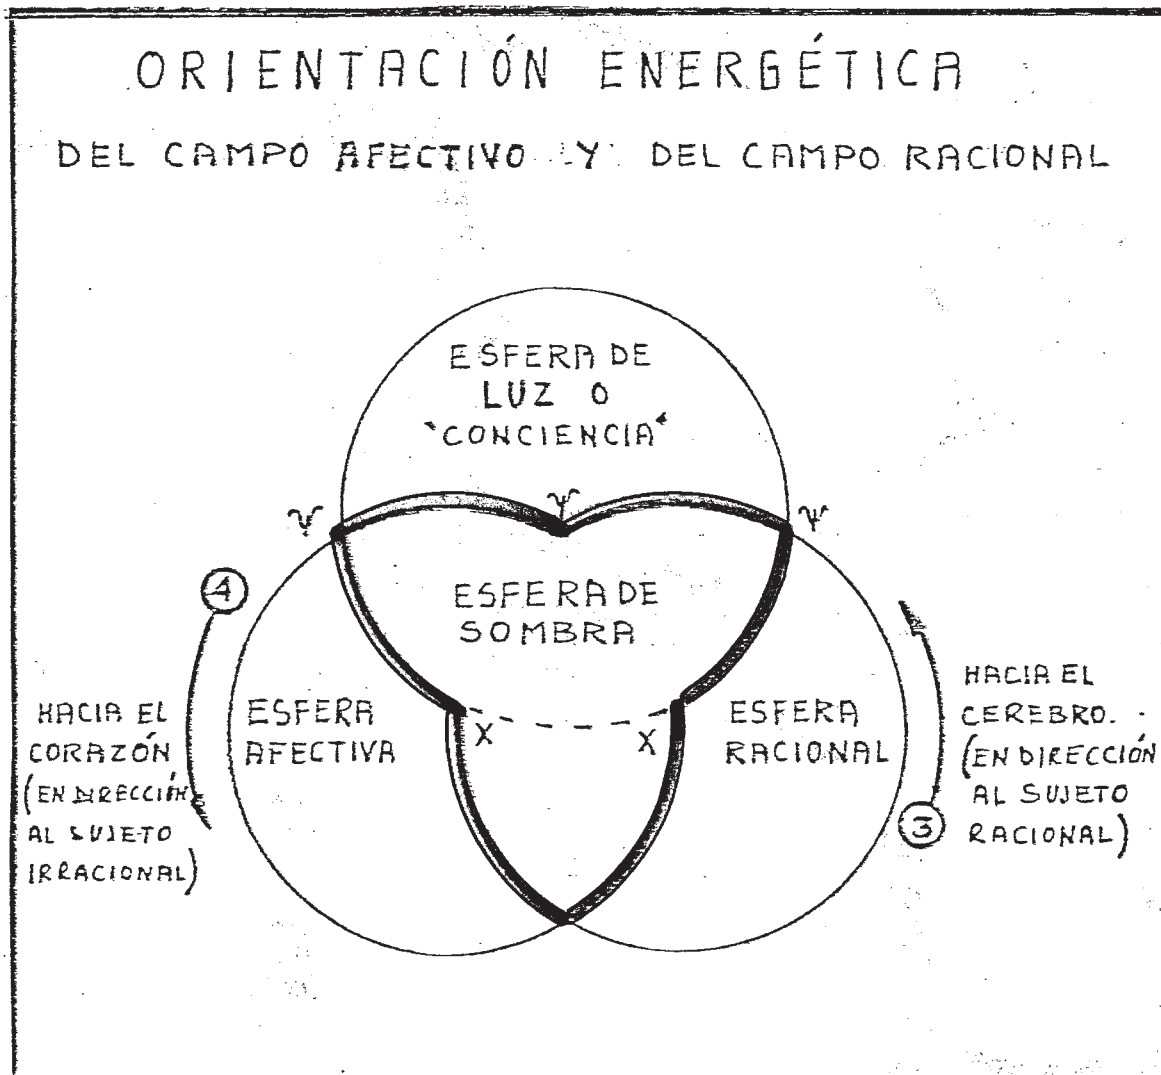 ORIENTACIÓN ENERGÉTICA
DEL CAMPO AFECTIVO Y DEL CAMPO RACIONAL
ESFERA DE
LUZ O
"CONCIENCIA"
Ψ Ψ Ψ
ESFERA DE
SOMBRA
4
HACIA EL
CORAZÓN
(EN DIRECCIÓN
AL SUJETO
IRRACIONAL)
ESFERA
AFECTIVA
X X
ESFERA
RACIONAL
HACIA EL
CEREBRO.
(EN DIRECCIÓN
AL SUJETO
RACIONAL)
3